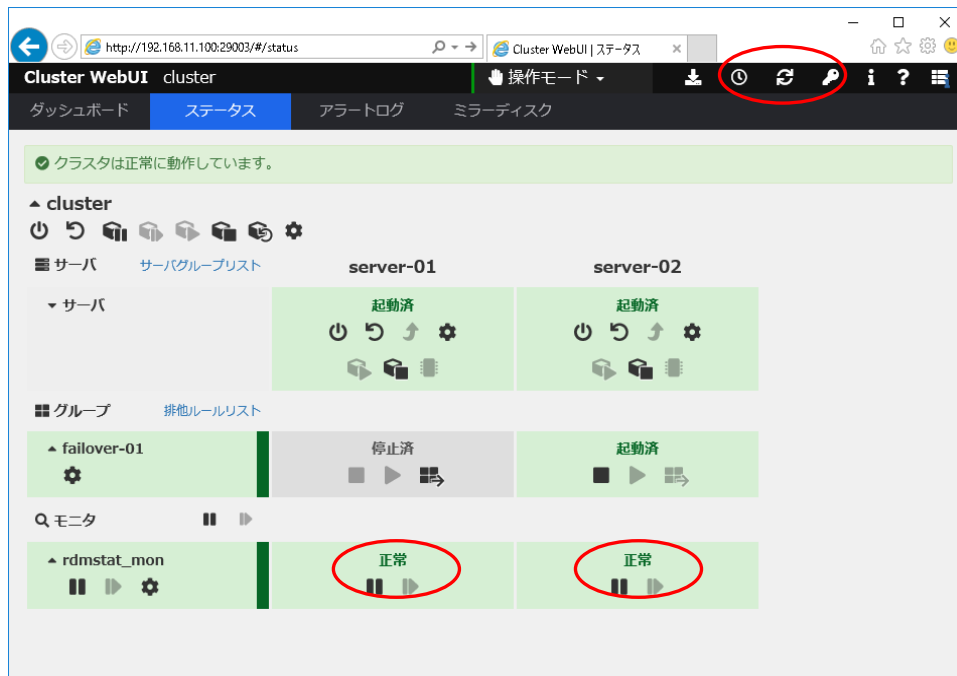 http://192.168.11.100:29003/#/status
Cluster WebUI | ステータス
Cluster WebUI cluster 操作モード
ダッシュボード ステータス アラートログ ミラーディスク
クラスタは正常に動作しています。
cluster
サーバ サーバグループリスト server-01 server-02
サーバ 起動済 起動済
グループ 排他ルールリスト
failover-01 停止済 起動済
モニタ
rdmstat_mon 正常 正常